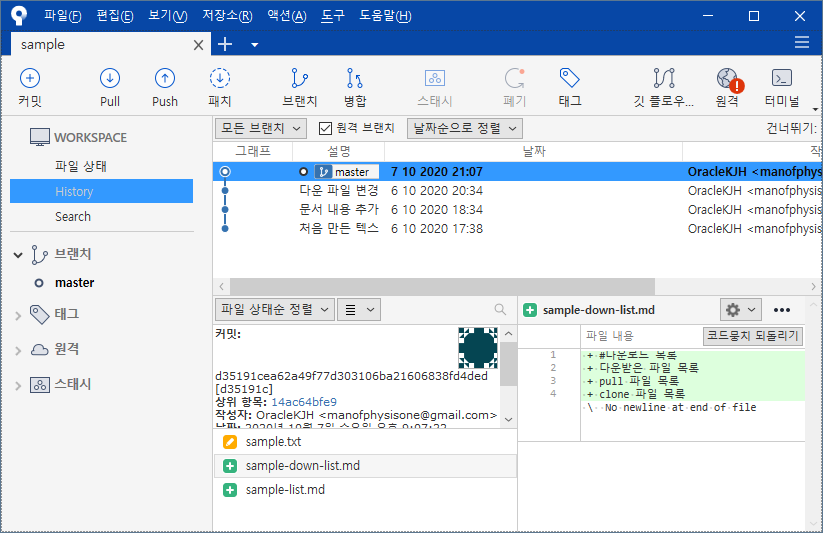 파일(F) 편집(E) 보기(V) 저장소(R) 액션(A) 도구 도움말(H)
sample
커밋 Pull Push 패치 브랜치 병합 스태시 폐기 태그 깃 플로우... 원격 터미널
WORKSPACE
파일 상태
History
Search
브랜치
master
태그
원격
스태시
모든 브랜치 원격 브랜치 날짜순으로 정렬 건너뛰기:
그래프 설명 날짜 작
master 7 10 2020 21:07 OracleKJH <manofphys
다운 파일 변경 6 10 2020 20:34 OracleKJH <manofphysi
문서 내용 추가 6 10 2020 18:34 OracleKJH <manofphysi
처음 만든 텍스 6 10 2020 17:38 OracleKJH <manofphysi
파일 상태순 정렬
커밋:
d35191cea62a49f77d303106ba21606838fd4ded
[d35191c]
상위 항목: 14ac64bfe9
작성자: OracleKJH <manofphysisone@gmail.com>
날짜: 2020년 10월 7일 수요일 오후 9:07:22
sample.txt
sample-down-list.md
sample-list.md
sample-down-list.md
파일 내용 코드뭉치 되돌리기
1 + #다운로드 목록
2 + 다운받은 파일 목록
3 + pull 파일 목록
4 + clone 파일 목록
\ No newline at end of file